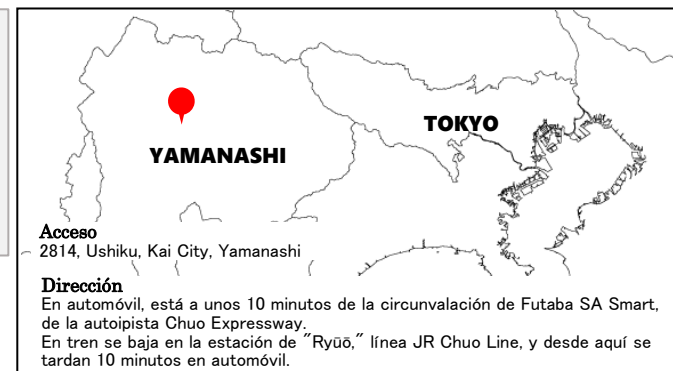 TOKYO
YAMANASHI
Acceso
2814, Ushiku, Kai City, Yamanashi
Dirección
En automóvil, está a unos 10 minutos de la circunvalación de Futaba SA Smart,
de la autoipista Chuo Expressway.
En tren se baja en la estación de "Ryūō," línea JR Chuo Line, y desde aquí se
tardan 10 minutos en automóvil.